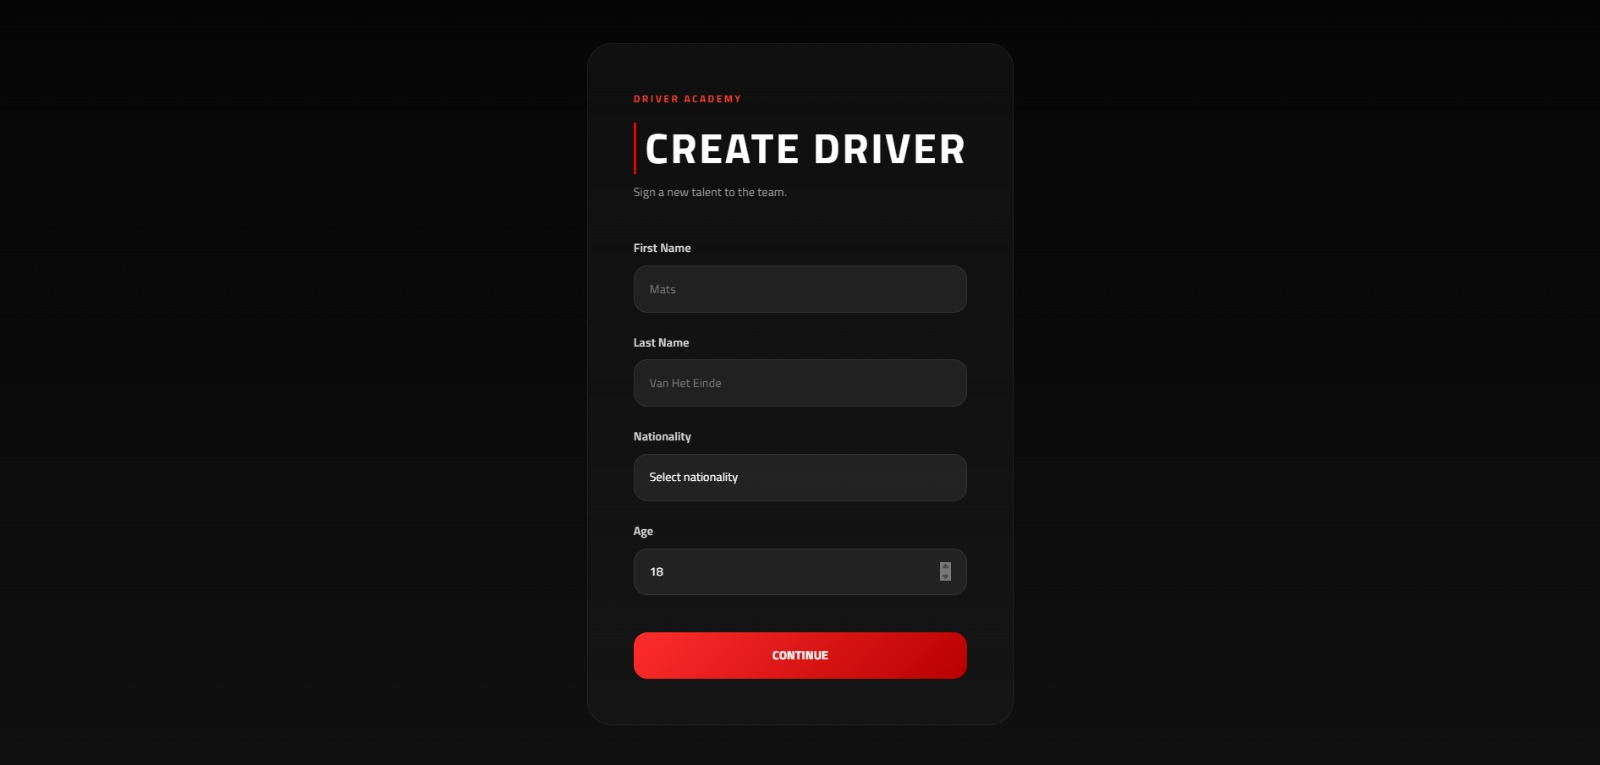 DRIVER ACADEMY
CREATE DRIVER
Sign a new talent to the team.
First Name
Mats
Last Name
Van Het Einde
Nationality
Select nationality
Age
18
CONTINUE